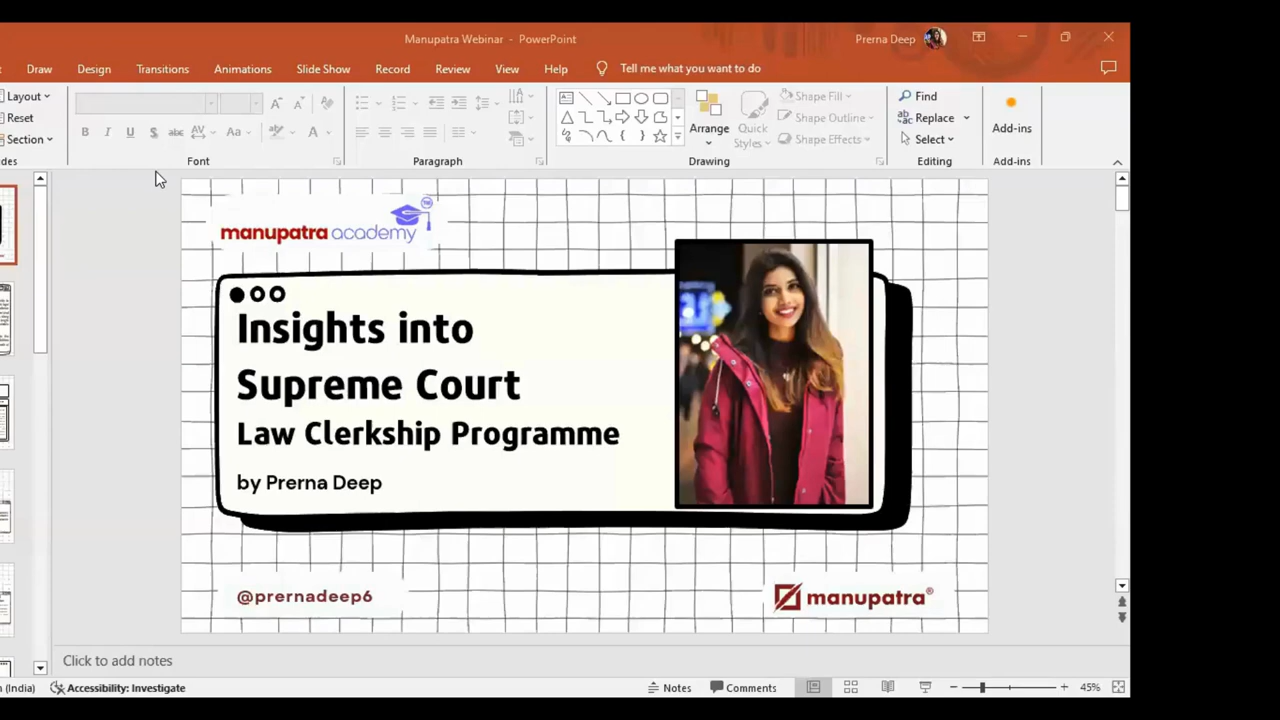 Manupatra Webinar - PowerPoint
Prerna Deep
Draw Design Transitions Animations Slide Show Record Review View Help Tell me what you want to do
Layout
Reset
Section
Font
Paragraph
Arrange
Quick
Styles
Shape Fill
Shape Outline
Shape Effects
Drawing
Find
Replace
Select
Editing
Add-ins
Add-ins
manupatra academy TM
Insights into
Supreme Court
Law Clerkship Programme
by Prerna Deep
@prernadeep6
manupatra®
Click to add notes
(India) Accessibility: Investigate Notes Comments 45%